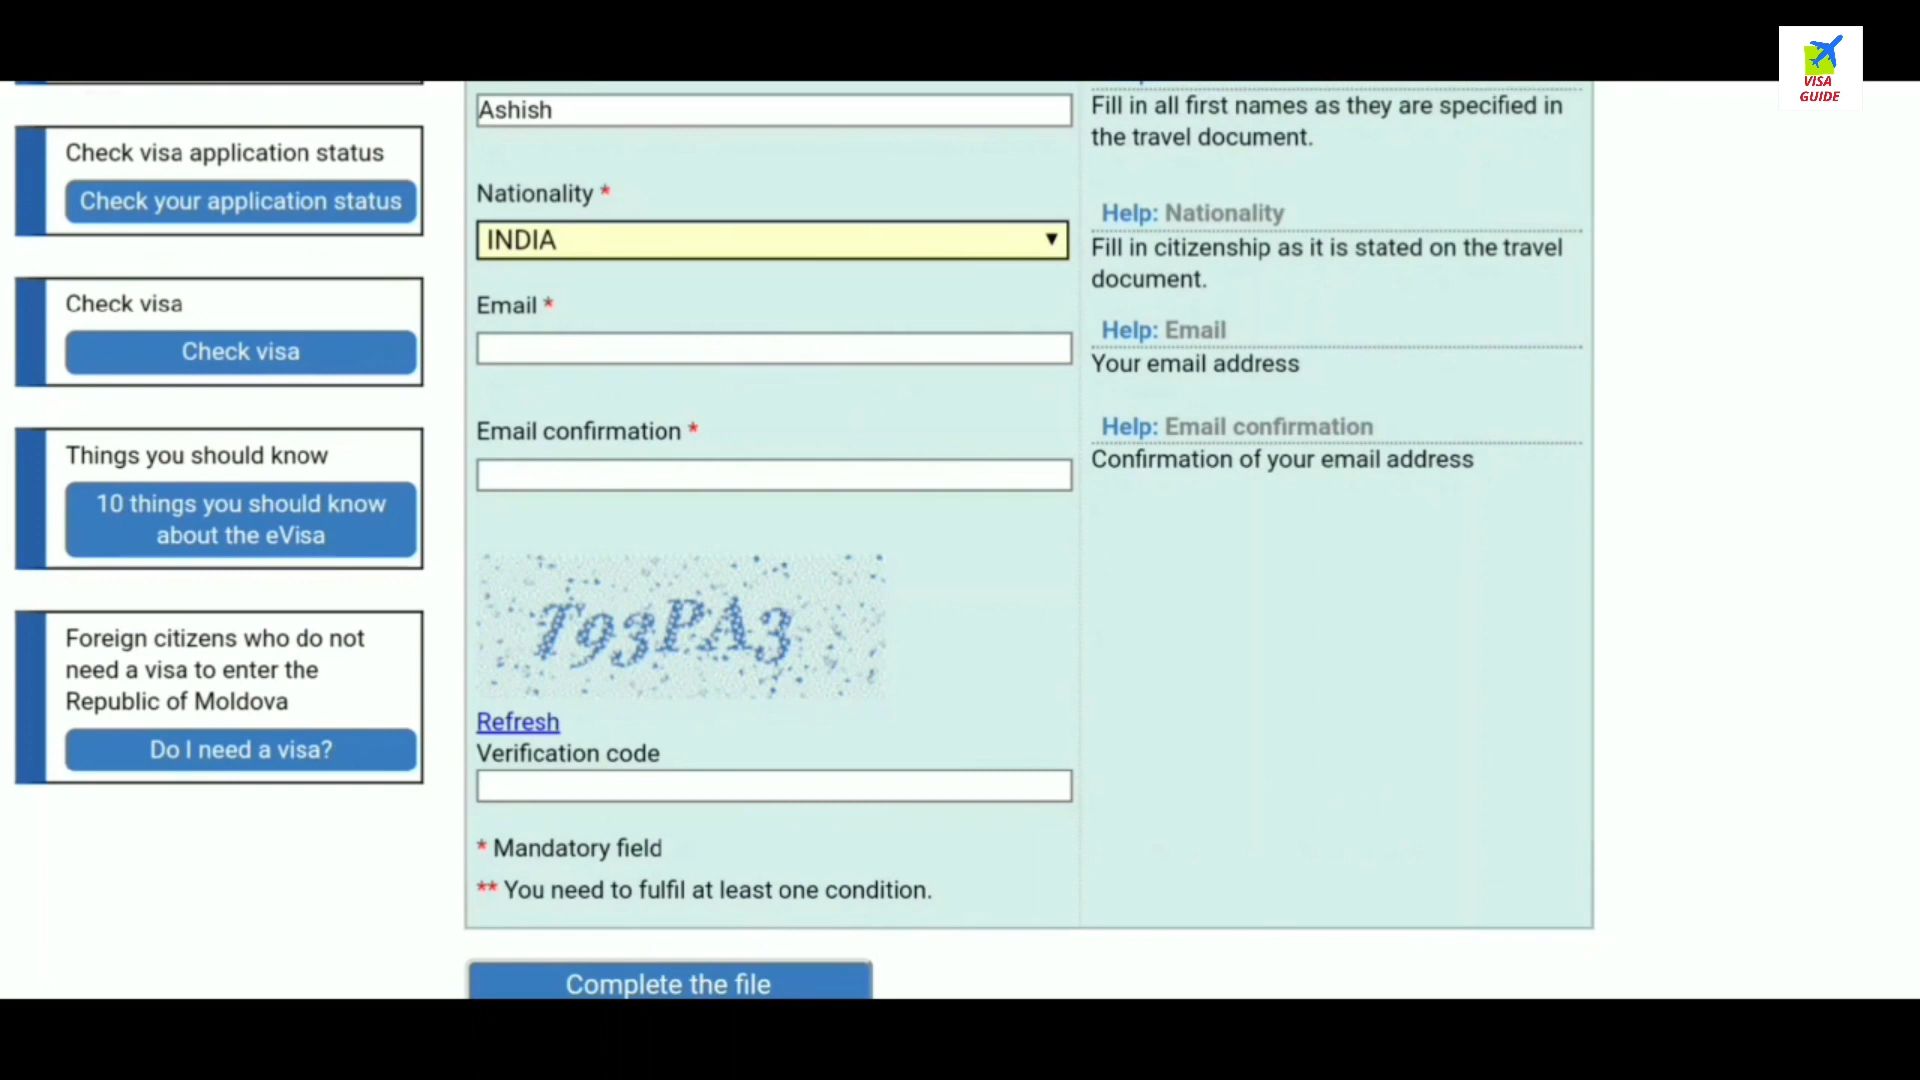 VISA
GUIDE
Check visa application status
Check your application status
Check visa
Check visa
Things you should know
10 things you should know
about the eVisa
Foreign citizens who do not
need a visa to enter the
Republic of Moldova
Do I need a visa?
Ashish
Nationality *
INDIA
Email *
Email confirmation *
T93PA3
Refresh
Verification code
* Mandatory field
** You need to fulfil at least one condition.
Complete the file
Fill in all first names as they are specified in
the travel document.
Help: Nationality
Fill in citizenship as it is stated on the travel
document.
Help: Email
Your email address
Help: Email confirmation
Confirmation of your email address